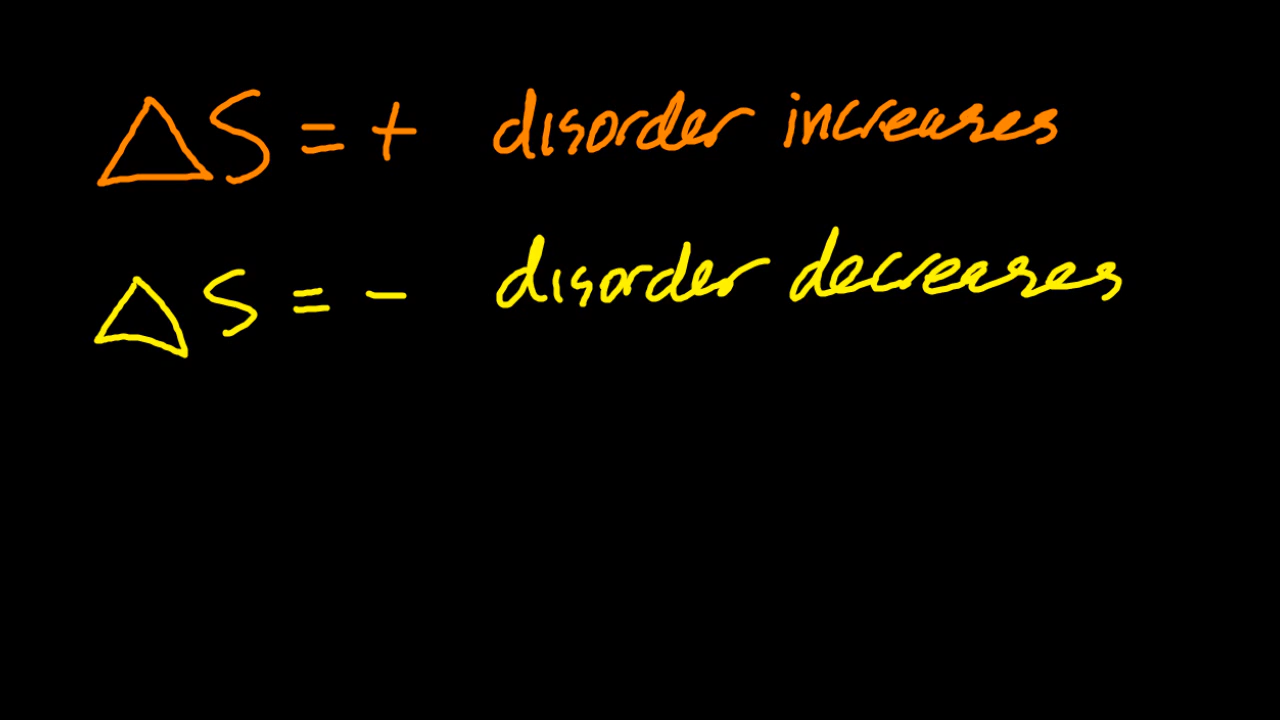 ΔS = + disorder increases
ΔS = - disorder decreases